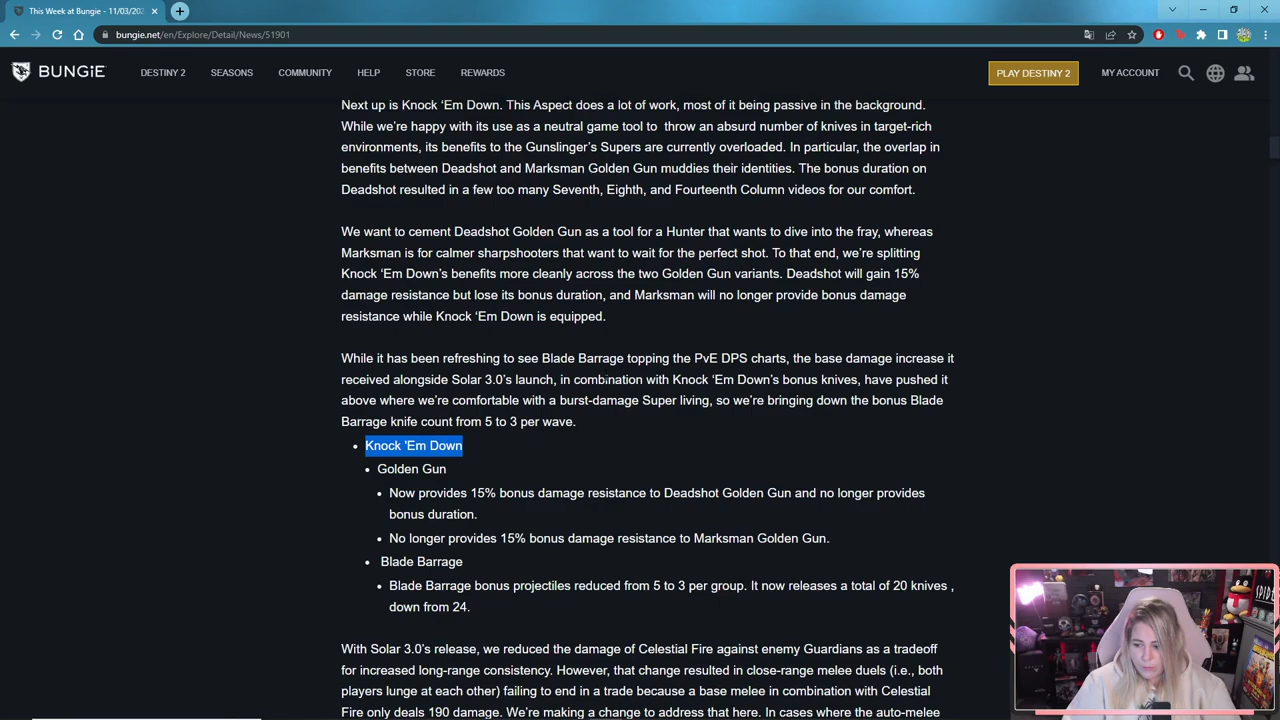 This Week at Bungie - 11/03/202
bungie.net/en/Explore/Detail/News/51901
BUNGIE
DESTINY 2
SEASONS
COMMUNITY
HELP
STORE
REWARDS
PLAY DESTINY 2
MY ACCOUNT
Next up is Knock ‘Em Down. This Aspect does a lot of work, most of it being passive in the background.
While we’re happy with its use as a neutral game tool to throw an absurd number of knives in target-rich
environments, its benefits to the Gunslinger’s Supers are currently overloaded. In particular, the overlap in
benefits between Deadshot and Marksman Golden Gun muddies their identities. The bonus duration on
Deadshot resulted in a few too many Seventh, Eighth, and Fourteenth Column videos for our comfort.
We want to cement Deadshot Golden Gun as a tool for a Hunter that wants to dive into the fray, whereas
Marksman is for calmer sharpshooters that want to wait for the perfect shot. To that end, we’re splitting
Knock ‘Em Down’s benefits more cleanly across the two Golden Gun variants. Deadshot will gain 15%
damage resistance but lose its bonus duration, and Marksman will no longer provide bonus damage
resistance while Knock ‘Em Down is equipped.
While it has been refreshing to see Blade Barrage topping the PvE DPS charts, the base damage increase it
received alongside Solar 3.0’s launch, in combination with Knock ‘Em Down’s bonus knives, have pushed it
above where we’re comfortable with a burst-damage Super living, so we’re bringing down the bonus Blade
Barrage knife count from 5 to 3 per wave.
• Knock ‘Em Down
• Golden Gun
• Now provides 15% bonus damage resistance to Deadshot Golden Gun and no longer provides
bonus duration.
• No longer provides 15% bonus damage resistance to Marksman Golden Gun.
• Blade Barrage
• Blade Barrage bonus projectiles reduced from 5 to 3 per group. It now releases a total of 20 knives ,
down from 24.
With Solar 3.0’s release, we reduced the damage of Celestial Fire against enemy Guardians as a tradeoff
for increased long-range consistency. However, that change resulted in close-range melee duels (i.e., both
players lunge at each other) failing to end in a trade because a base melee in combination with Celestial
Fire only deals 190 damage. We’re making a change to address that here. In cases where the auto-melee